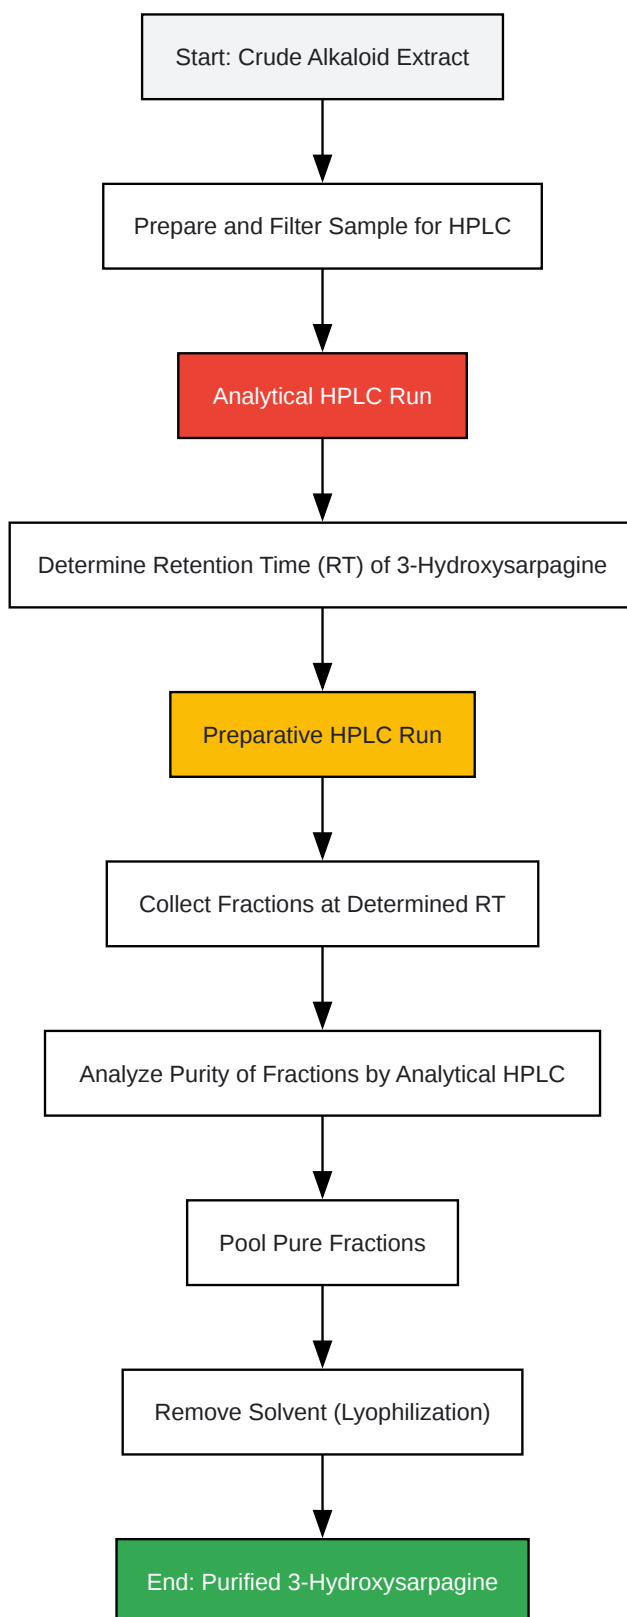 Start: Crude Alkaloid Extract
Prepare and Filter Sample for HPLC
Analytical HPLC Run
Determine Retention Time (RT) of 3-Hydroxysarpagine
Preparative HPLC Run
Collect Fractions at Determined RT
Analyze Purity of Fractions by Analytical HPLC
Pool Pure Fractions
Remove Solvent (Lyophilization)
End: Purified 3-Hydroxysarpagine